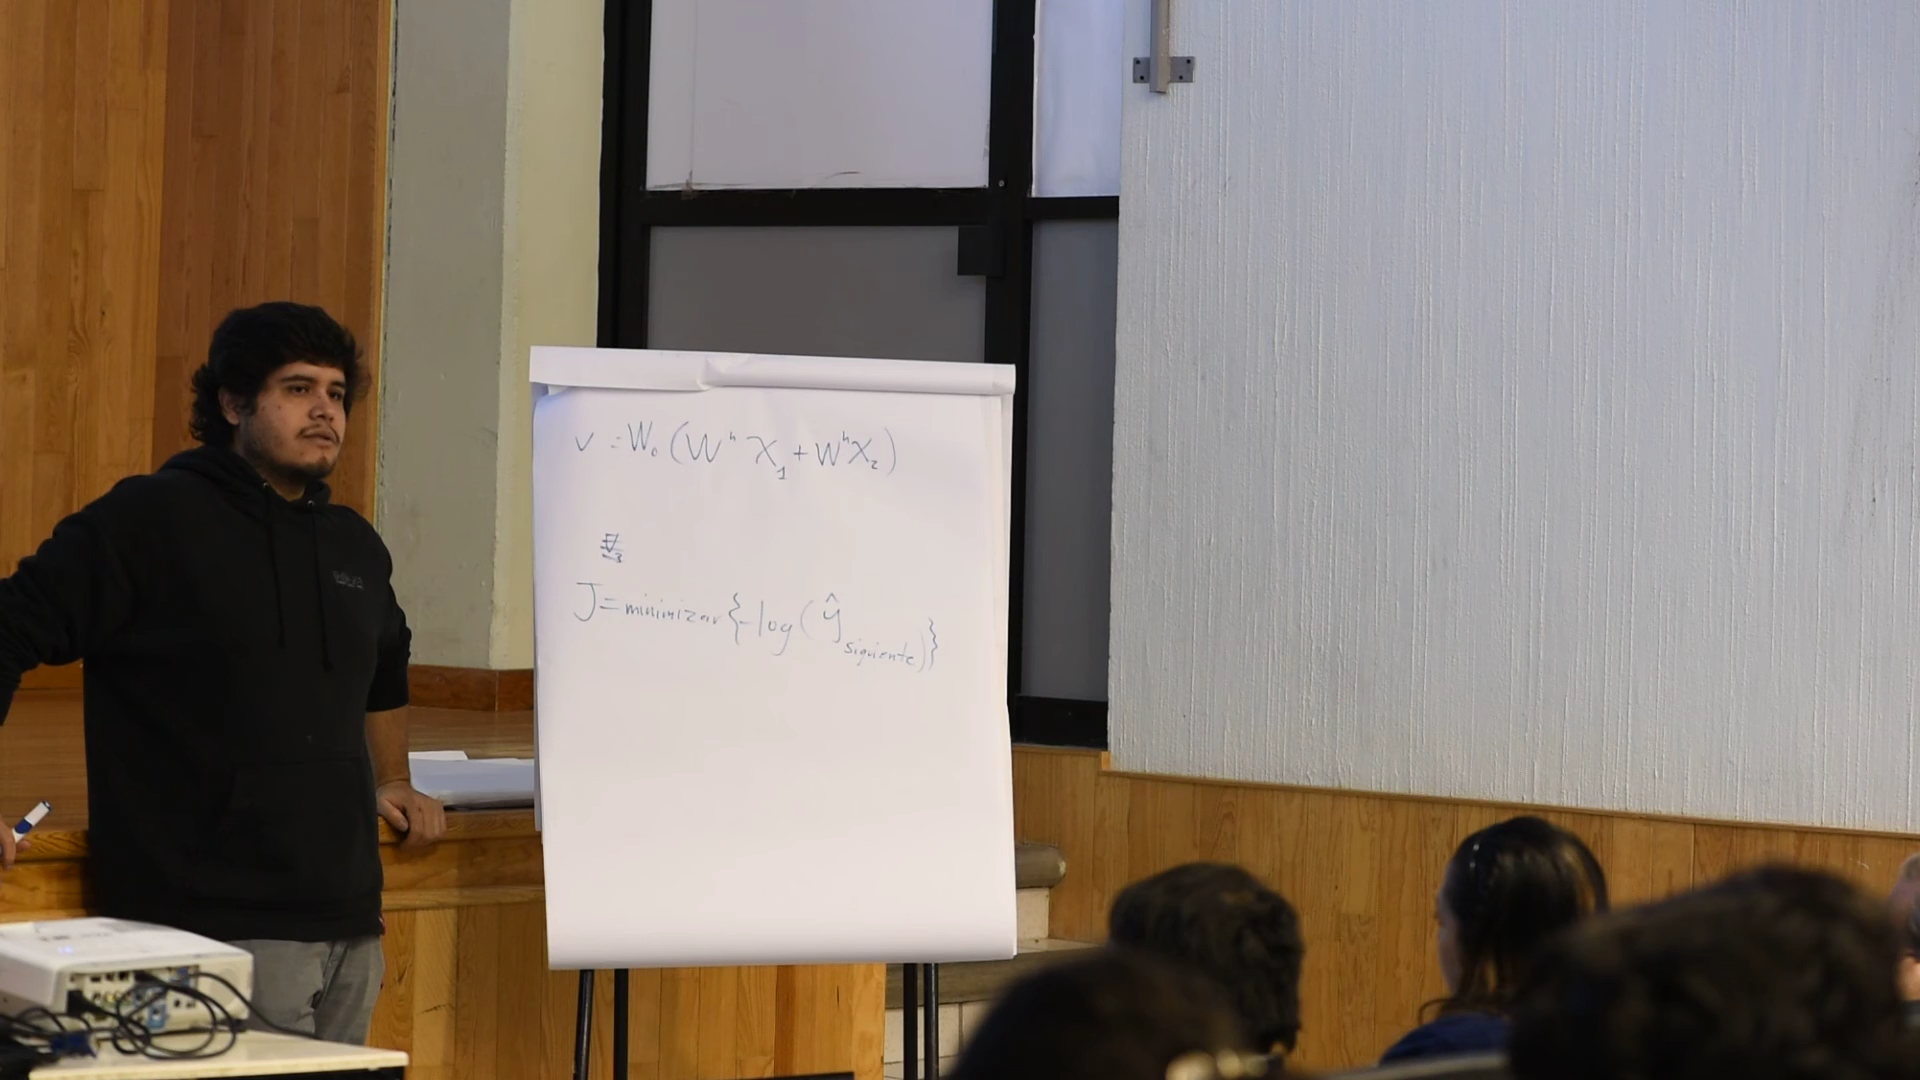 v = W₀ (Wʰ X₁ + Wʰ X₂)
J = minimizar {-log(ŷ siguiente)}